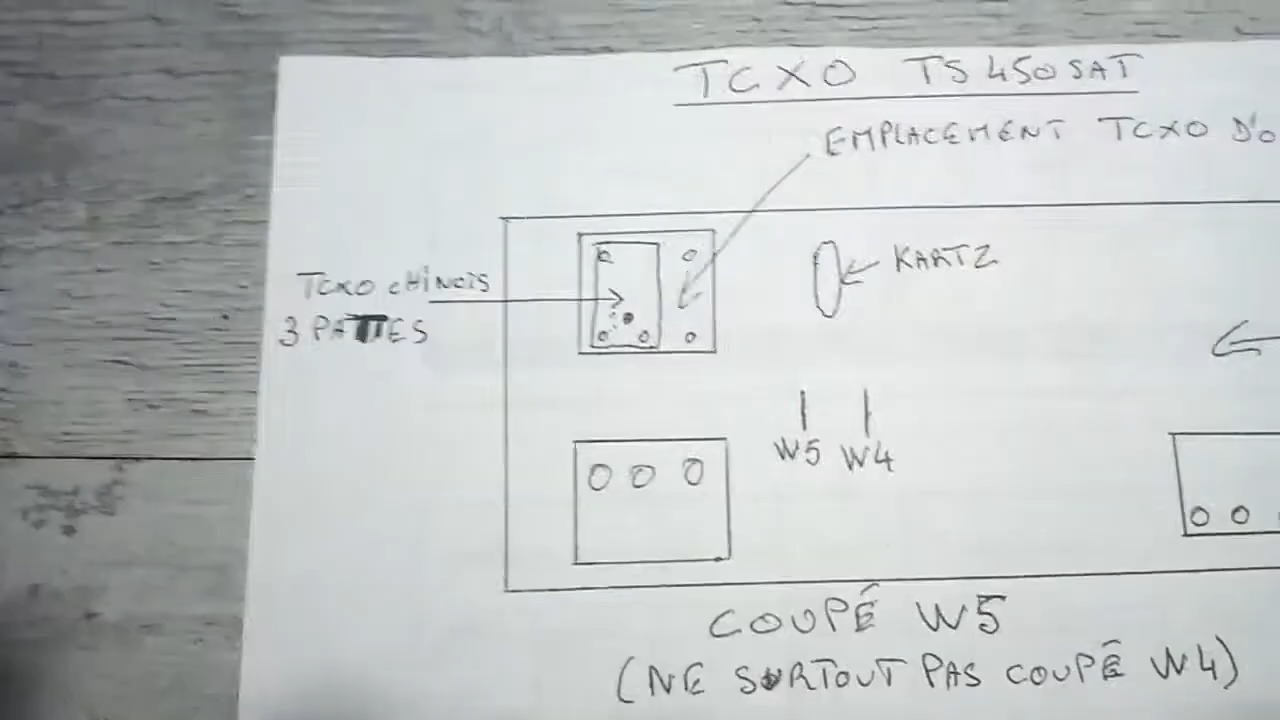 TCXO TS450SAT
EMPLACEMENT TCXO D'O
KARTZ
TCXO CHINOIS
3 PATTES
W5 W4
COUPÉ W5
(NE SURTOUT PAS COUPÉ W4)